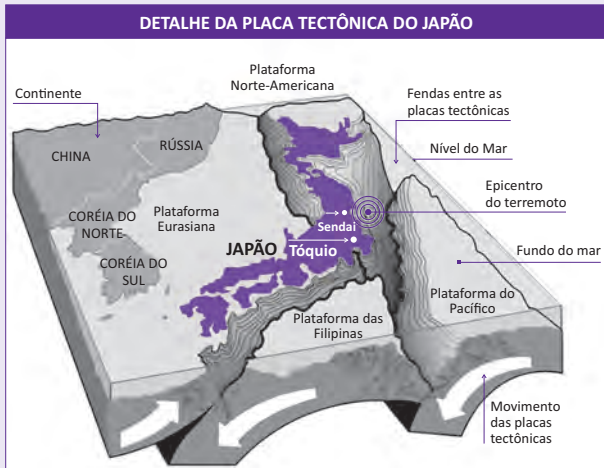 DETALHE DA PLACA TECTÔNICA DO JAPÃO
Plataforma
Norte-Americana
Continente
Fendas entre as
placas tectônicas
Nível do Mar
CHINA
RÚSSIA
Epicentro
do terremoto
CORÉIA DO
NORTE
Plataforma
Eurasiana
Sendai
JAPÃO
Tóquio
Fundo do mar
CORÉIA DO
SUL
Plataforma do
Pacífico
Plataforma das
Filipinas
Movimento
das placas
tectônicas